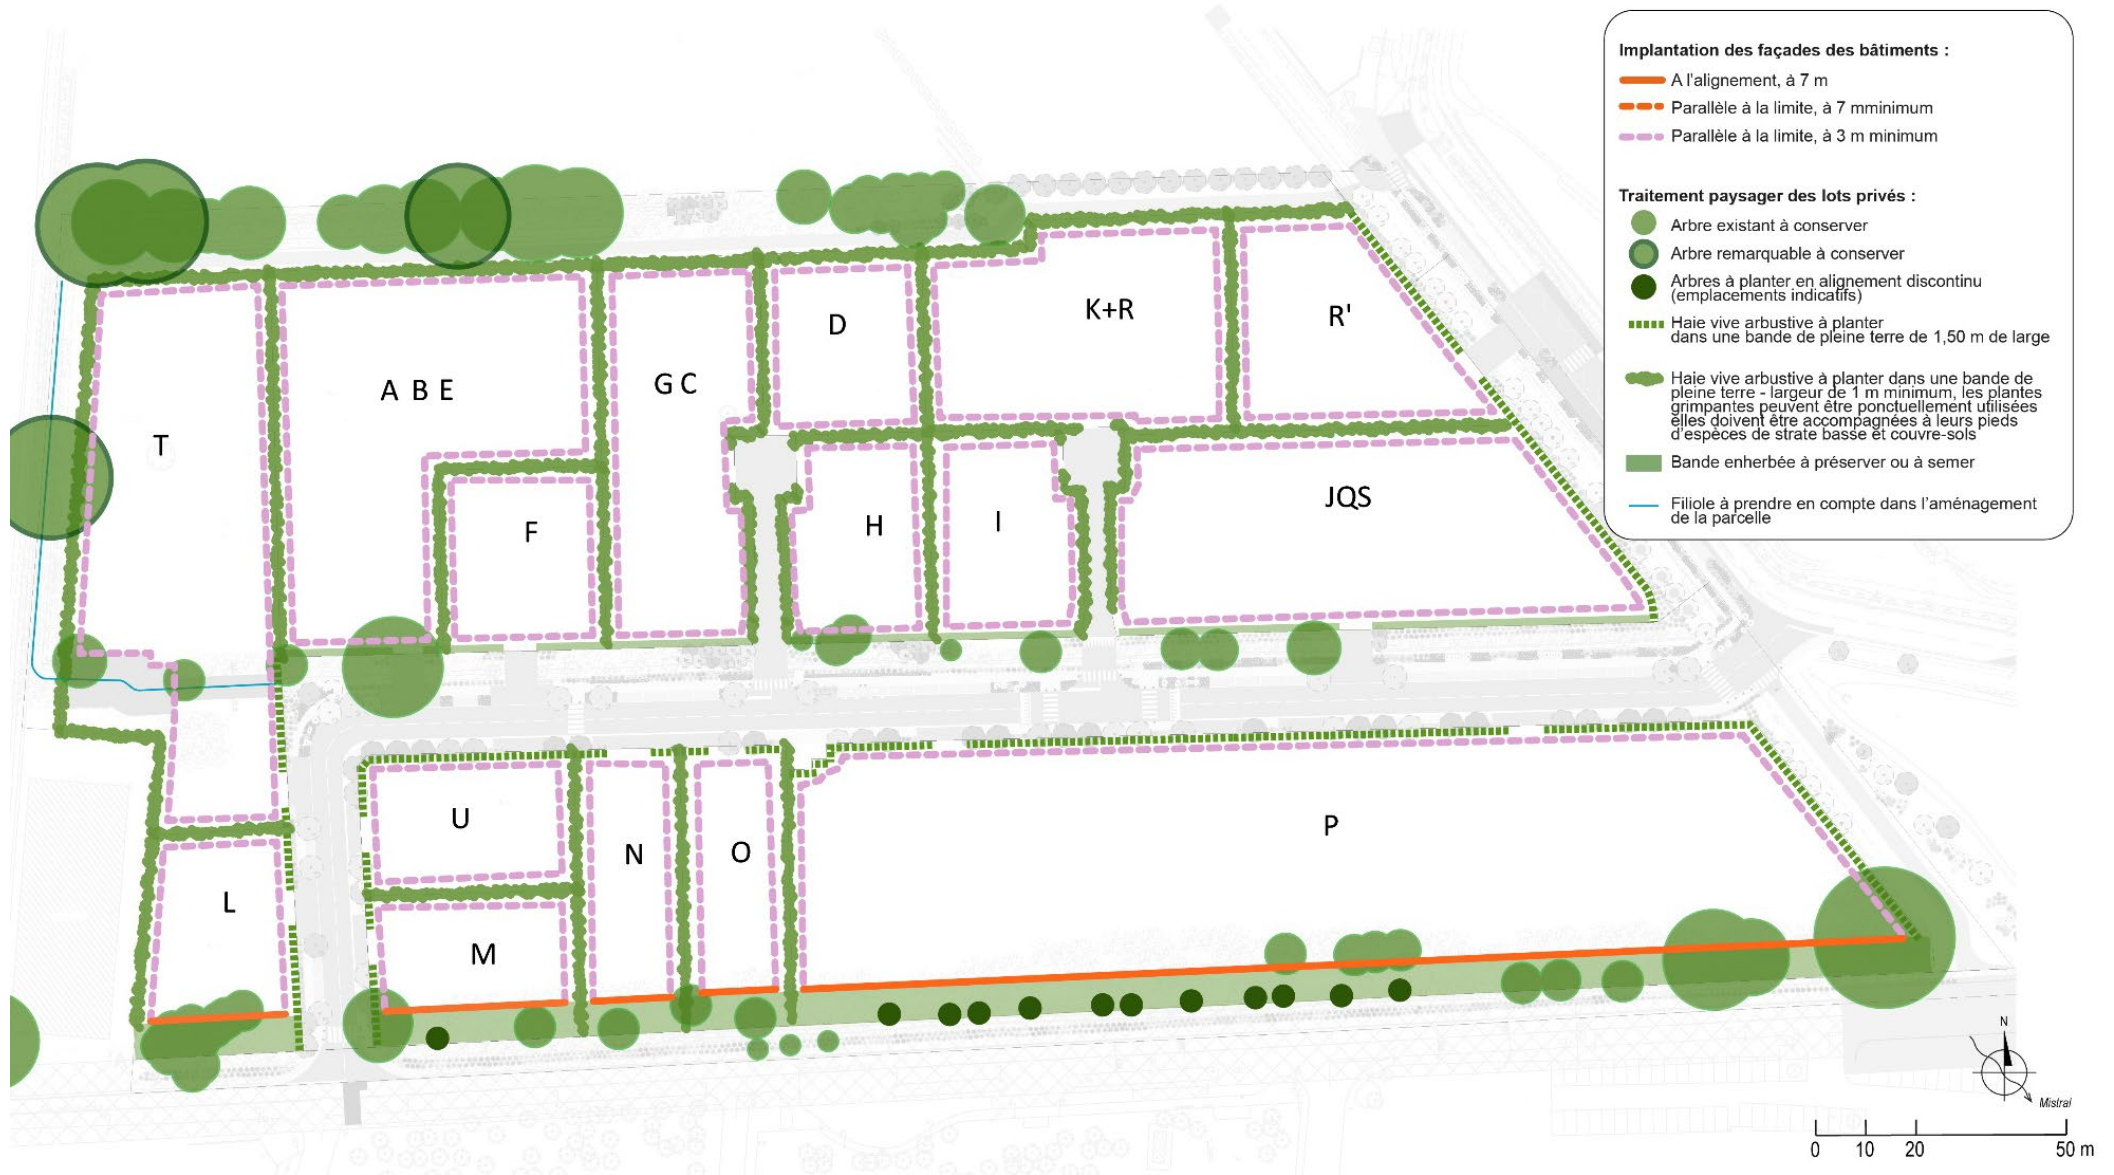 Implantation des façades des bâtiments :
A l'alignement, à 7 m
Parallèle à la limite, à 7 mminimum
Parallèle à la limite, à 3 m minimum
Traitement paysager des lots privés :
Arbre existant à conserver
Arbre remarquable à conserver
Arbres à planter en alignement discontinu
(emplacements indicatifs)
Haie vive arbustive à planter
dans une bande de pleine terre de 1,50 m de large
Haie vive arbustive à planter dans une bande de
pleine terre - largeur de 1 m minimum, les plantes
grimpantes peuvent être ponctuellement utilisées
elles doivent être accompagnées à leurs pieds
d'espèces de strate basse et couvre-sols
Bande enherbée à préserver ou à semer
Filiole à prendre en compte dans l'aménagement
de la parcelle
K+R
R'
D
G C
A B E
T
JQS
F
H
I
U
P
N
O
L
M
N
Mistral
0 10 20 50 m